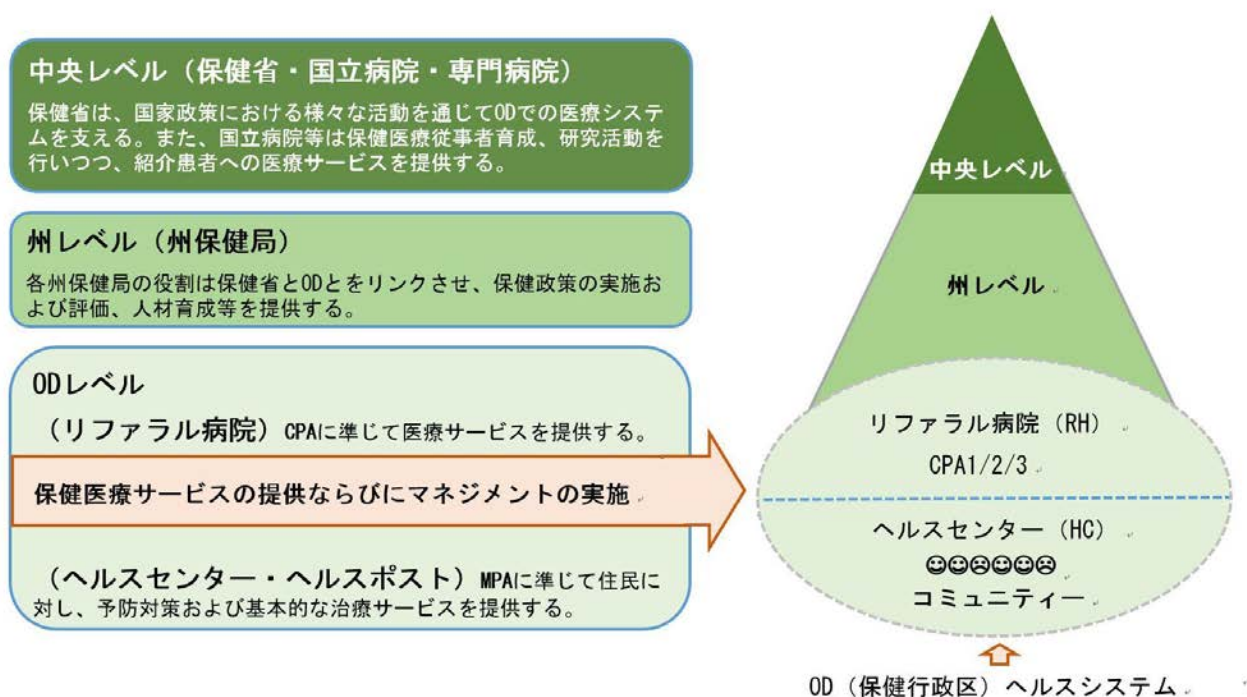 中央レベル（保健省・国立病院・専門病院）
保健省は、国家政策における様々な活動を通じてODでの医療システ
ムを支える。また、国立病院等は保健医療従事者育成、研究活動を
行いつつ、紹介患者への医療サービスを提供する。
州レベル（州保健局）
各州保健局の役割は保健省とODとをリンクさせ、保健政策の実施お
よび評価、人材育成等を提供する。
ODレベル
（リファラル病院）CPAに準じて医療サービスを提供する。
保健医療サービスの提供ならびにマネジメントの実施
（ヘルスセンター・ヘルスポスト）MPAに準じて住民に
対し、予防対策および基本的な治療サービスを提供する。
中央レベル
州レベル
リファラル病院（RH）
CPA1/2/3
ヘルスセンター（HC）
コミュニティー
OD（保健行政区）ヘルスシステム